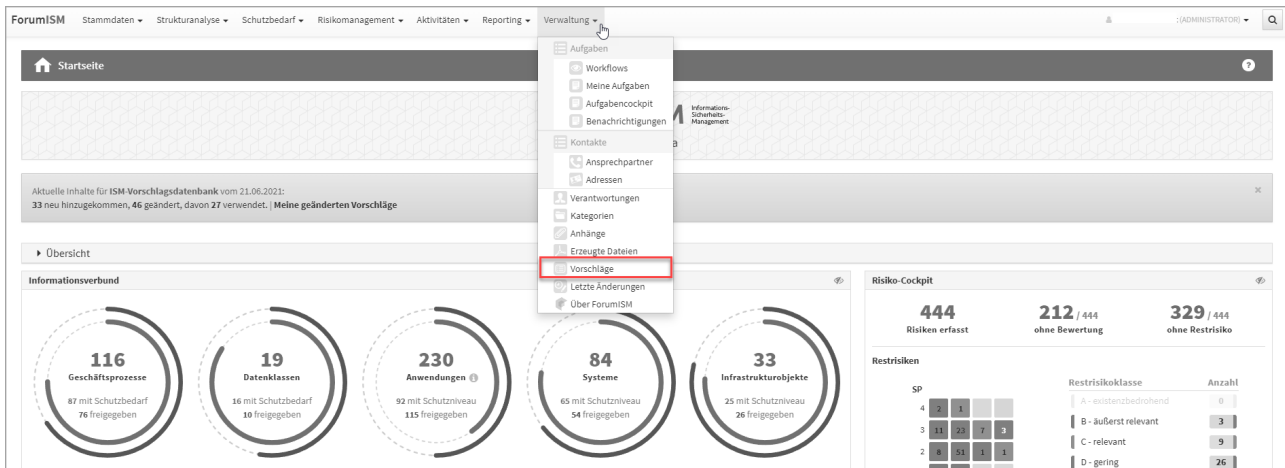 ForumISM Stammdaten Strukturanalyse Schutzbedarf Risikomanagement Aktivitäten Reporting Verwaltung : (ADMINISTRATOR)
Startseite
?
Aufgaben
Workflows
Meine Aufgaben
Aufgabencockpit
Benachrichtigungen
Kontakte
Ansprechpartner
Adressen
Verantwortungen
Kategorien
Anhänge
Erzeugte Dateien
Vorschläge
Letzte Änderungen
Über ForumISM
M
Informations-
Sicherheits-
Management
a
Aktuelle Inhalte für ISM-Vorschlagsdatenbank vom 21.06.2021:
33 neu hinzugekommen, 46 geändert, davon 27 verwendet. | Meine geänderten Vorschläge
×
Übersicht
Informationsverbund
116
Geschäftsprozesse
87 mit Schutzbedarf
76 freigegeben
19
Datenklassen
16 mit Schutzbedarf
10 freigegeben
230
Anwendungen
92 mit Schutzniveau
115 freigegeben
84
Systeme
65 mit Schutzniveau
54 freigegeben
33
Infrastrukturobjekte
25 mit Schutzniveau
26 freigegeben
Risiko-Cockpit
444
Risiken erfasst
212 / 444
ohne Bewertung
329 / 444
ohne Restrisiko
Restrisiken
SP
4 2 1
3 11 23 7 3
2 8 51 1 1
Restrisikoklasse Anzahl
A - existenzbedrohend 0
B - äußerst relevant 3
C - relevant 9
D - gering 26